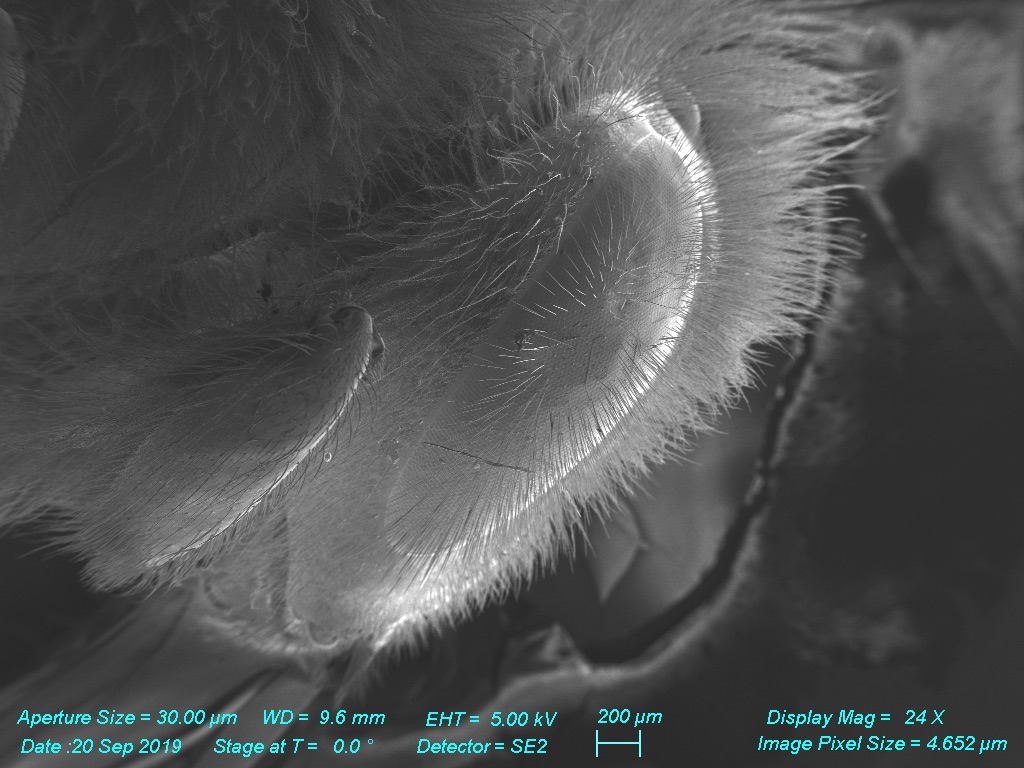 Aperture Size = 30.00 µm WD = 9.6 mm EHT = 5.00 kV 200 µm Display Mag = 24 X
Date :20 Sep 2019 Stage at T = 0.0 ° Detector = SE2 Image Pixel Size = 4.652 µm